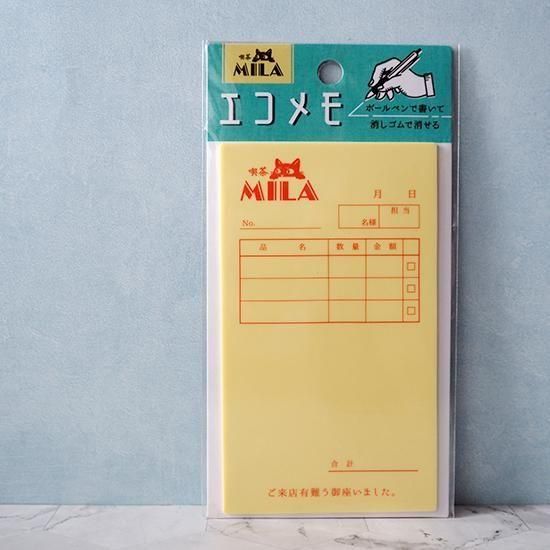 喫茶
MILA
エコメモ
ボールペンで書いて
消しゴムで消せる
喫茶
MILA
月 日
No.
名様 担当
品名 数量 金額
合計
ご来店有難う御座いました。